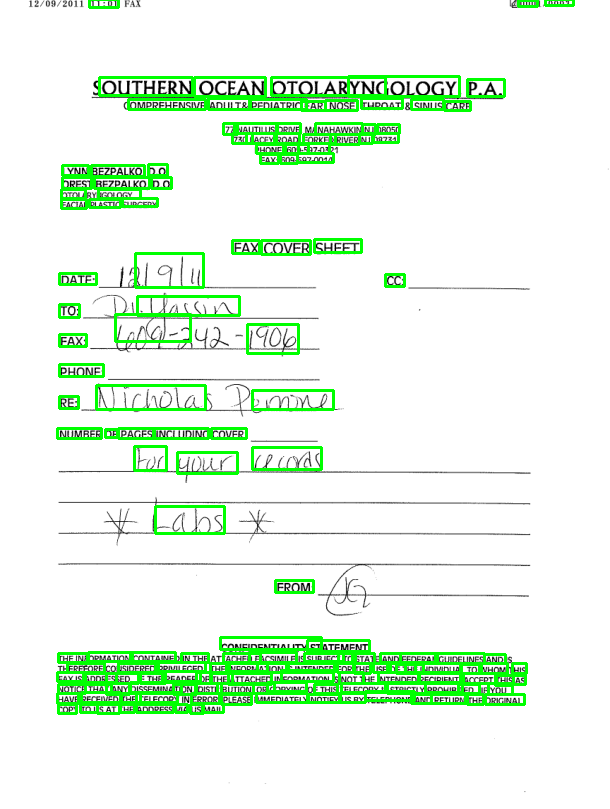 12/09/2011 11:01 FAX
SOUTHERN OCEAN OTOLARYNGOLOGY P.A.
COMPREHENSIVE ADULT & PEDIATRIC EAR, NOSE, THROAT & SINUS CARE
77 NAUTILUS DRIVE, MANAHAWKIN NJ 08050
730 LACEY ROAD, FORKED RIVER NJ 08731
PHONE: 609-597-0321
FAX: 609-597-0014
LYNN BEZPALKO, D.O.
FOREST BEZPALKO, D.O.
OTOLARYNGOLOGY
FACIAL PLASTIC SURGERY
FAX COVER SHEET
DATE: 12/9/11
CC:
TO: Dr. Yassin
FAX: 609-242-1906
PHONE
RE: Nicholas
NUMBER OF PAGES INCLUDING COVER
For your records
* Labs *
FROM
CONFIDENTIALITY STATEMENT
THE INFORMATION CONTAINED IN THE ATTACHED FACSIMILE IS SUBJECT TO STATE AND FEDERAL GUIDELINES AND IS
THEREFORE CONSIDERED PRIVILEGED. THE INFORMATION IS INTENDED FOR THE USE OF THE INDIVIDUAL TO WHOM THIS
FAX IS ADDRESSED. IF THE READER OF THE ATTACHED INFORMATION IS NOT THE INTENDED RECIPIENT, ACCEPT THIS AS
NOTICE THAT ANY DISSEMINATION, DISTRIBUTION OR COPYING OF THIS TELECOPY IS STRICTLY PROHIBITED. IF YOU
HAVE RECEIVED THE TELECOPY IN ERROR, PLEASE IMMEDIATELY NOTIFY US BY TELEPHONE AND RETURN THE ORIGINAL
COPY TO US AT THE ADDRESS VIA US MAIL